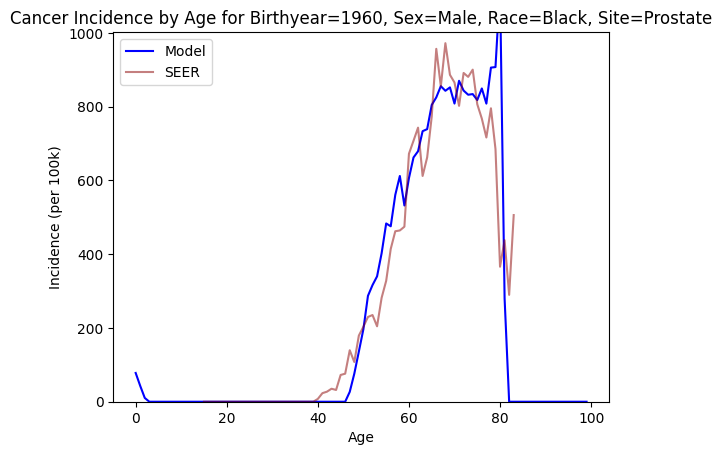 Cancer Incidence by Age for Birthyear=1960, Sex=Male, Race=Black, Site=Prostate
1000
Model
SEER
800
600
400
200
0
Incidence (per 100k)
0 20 40 60 80 100
Age